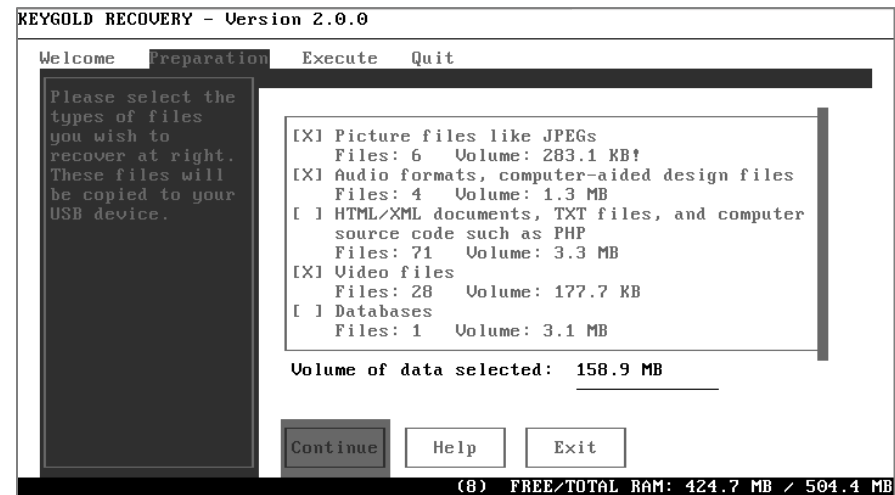 KEYGOLD RECOVERY - Version 2.0.0
Welcome Preparation Execute Quit
Please select the
types of files
you wish to
recover at right.
These files will
be copied to your
USB device.
[X] Picture files like JPEGs
Files: 6 Volume: 283.1 KB!
[X] Audio formats, computer-aided design files
Files: 4 Volume: 1.3 MB
[ ] HTML/XML documents, TXT files, and computer
source code such as PHP
Files: 71 Volume: 3.3 MB
[X] Video files
Files: 28 Volume: 177.7 KB
[ ] Databases
Files: 1 Volume: 3.1 MB
Volume of data selected: 158.9 MB
Continue Help Exit
(8) FREE/TOTAL RAM: 424.7 MB / 504.4 MB